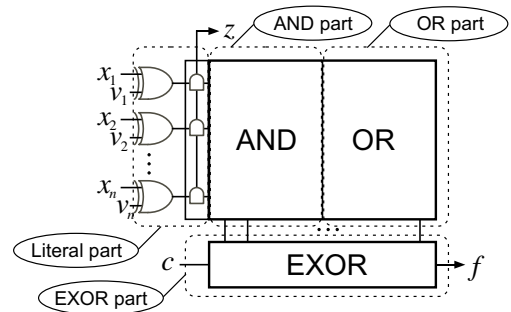 z
AND part
OR part
x1
v1
x2
v2
⋮
xn
vn
AND
OR
...
Literal part
c
EXOR
f
EXOR part